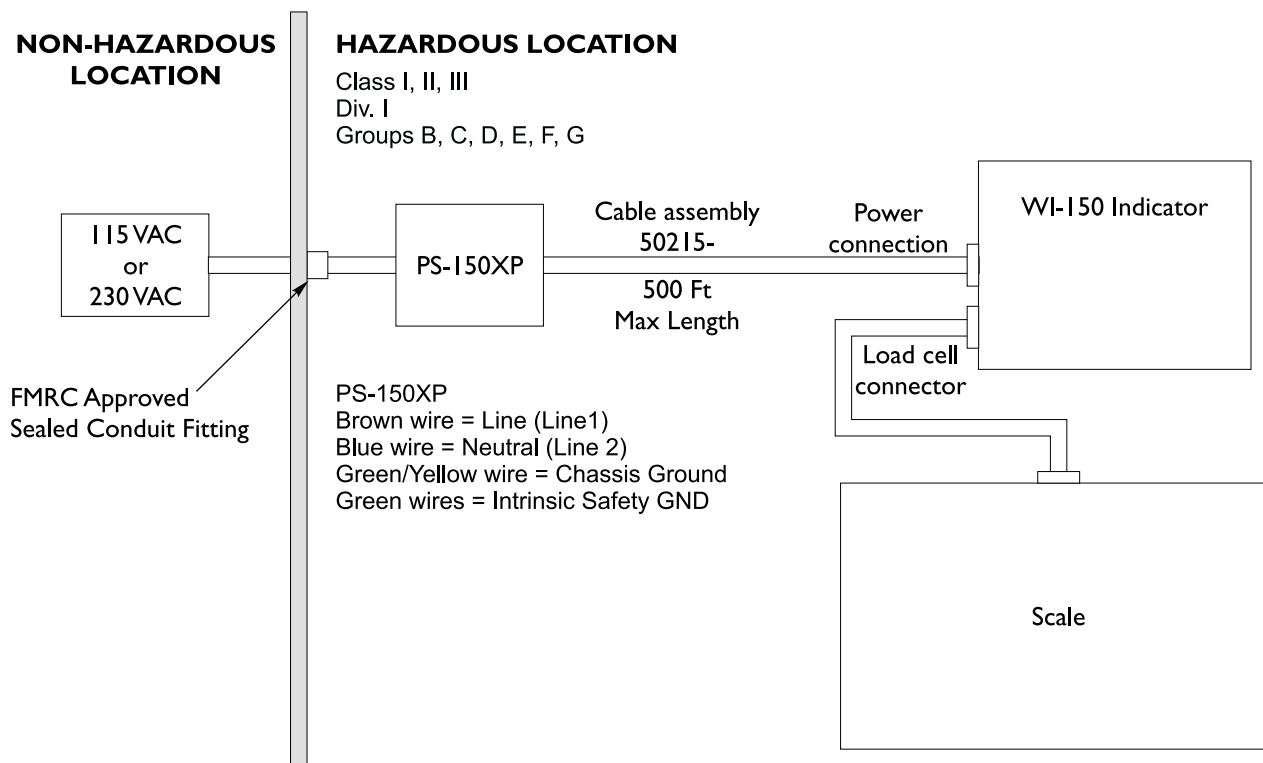 NON-HAZARDOUS
LOCATION
HAZARDOUS LOCATION
Class I, II, III
Div. I
Groups B, C, D, E, F, G
115 VAC
or
230 VAC
FMRC Approved
Sealed Conduit Fitting
PS-150XP
Cable assembly
50215-
500 Ft
Max Length
Power
connection
WI-150 Indicator
Load cell
connector
PS-150XP
Brown wire = Line (Line1)
Blue wire = Neutral (Line 2)
Green/Yellow wire = Chassis Ground
Green wires = Intrinsic Safety GND
Scale